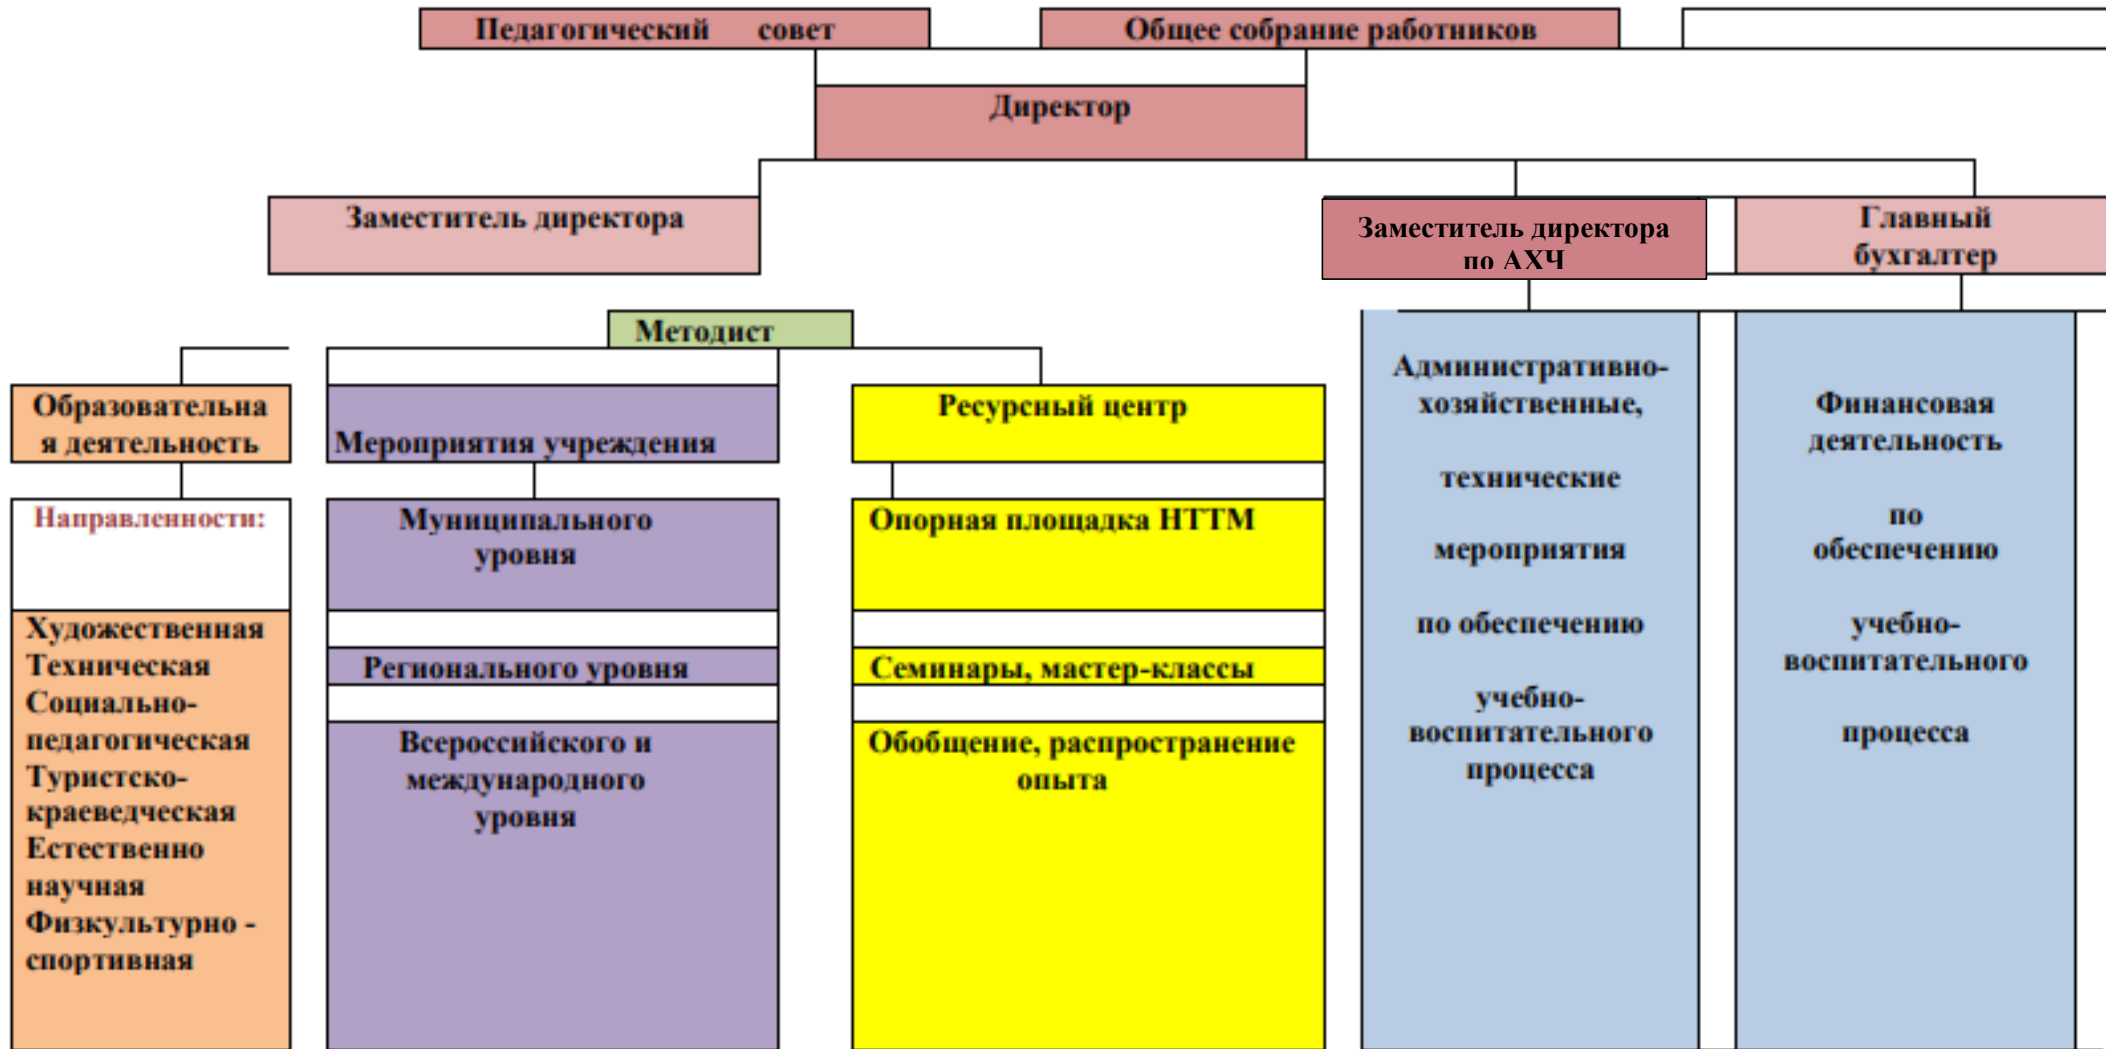 Педагогический совет
Общее собрание работников
Директор
Заместитель директора
Заместитель директора
по АХЧ
Главный
бухгалтер
Методист
Образовательна
я деятельность
Мероприятия учреждения
Ресурсный центр
Направленности:
Художественная
Техническая
Социально-
педагогическая
Туристско-
краеведческая
Естественно
научная
Физкультурно -
спортивная
Муниципального
уровня
Регионального уровня
Всероссийского и
международного
уровня
Опорная площадка НТТМ
Семинары, мастер-классы
Обобщение, распространение
опыта
Административно-
хозяйственные,
технические
мероприятия
по обеспечению
учебно-
воспитательного
процесса
Финансовая
деятельность
по
обеспечению
учебно-
воспитательного
процесса